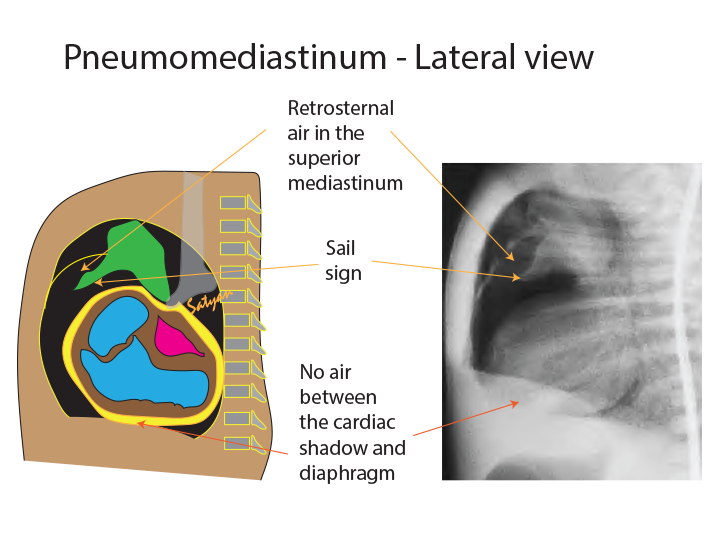 Pneumomediastinum - Lateral view
Retrosternal
air in the
superior
mediastinum
Sail
sign
Satyan
No air
between
the cardiac
shadow and
diaphragm